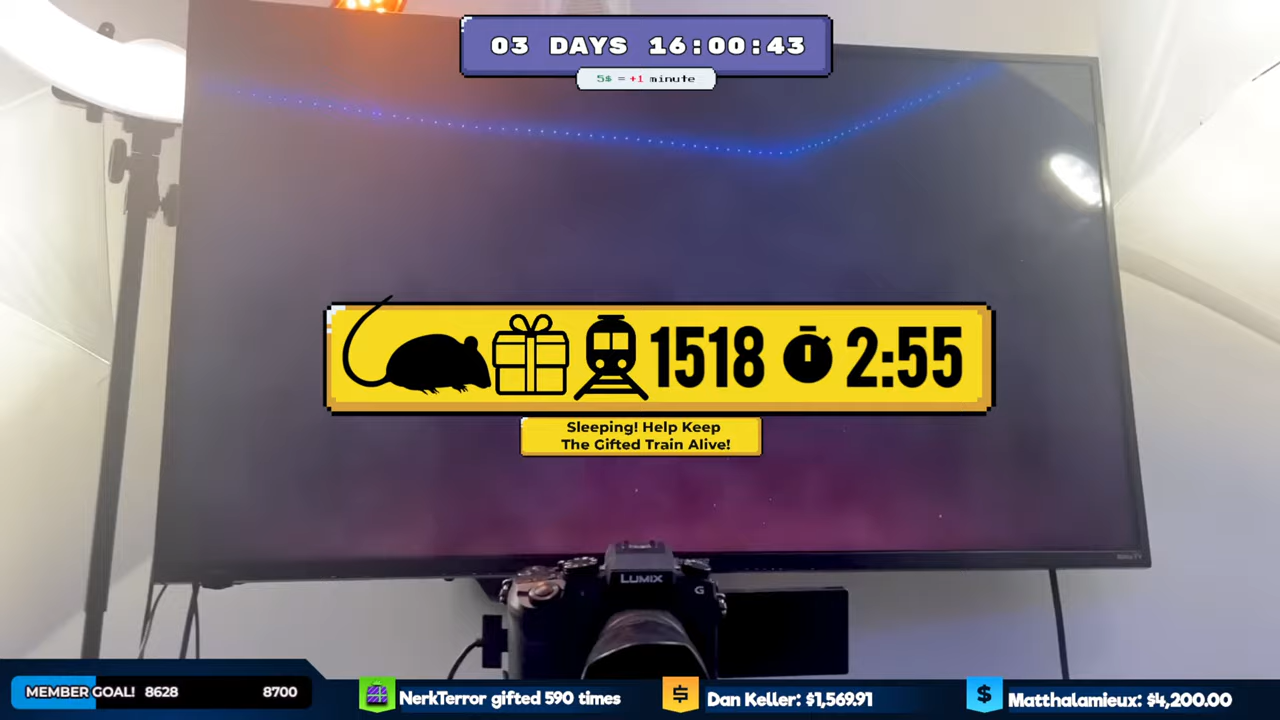 03 DAYS 16:00:43
5$ = +1 minute
1518 2:55
Sleeping! Help Keep
The Gifted Train Alive!
LUMIX
G
MEMBER GOAL! 8628 8700
NerkTerror gifted 590 times
Dan Keller: $1,569.91
Matthalamieux: $4,200.00